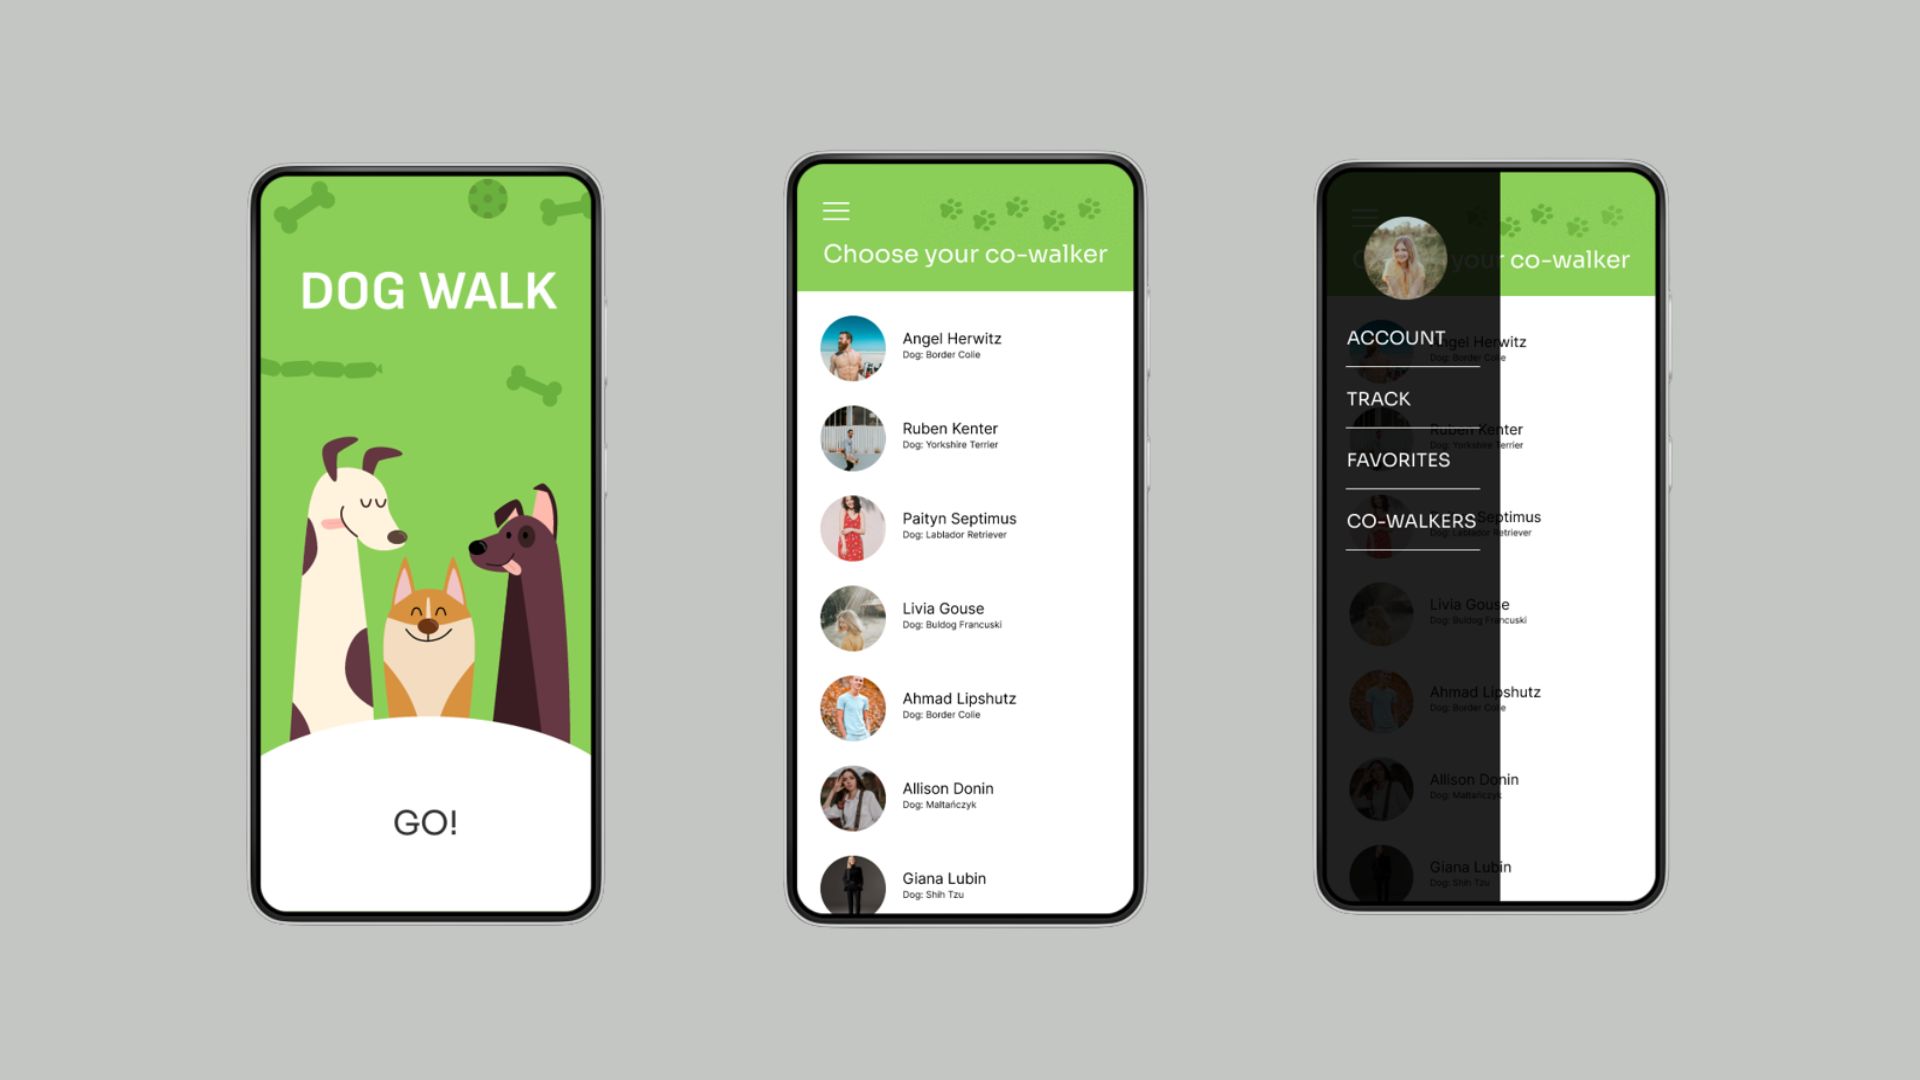 DOG WALK
GO!
Choose your co-walker
Angel Herwitz
Dog: Border Colie
Ruben Kenter
Dog: Yorkshire Terrier
Paityn Septimus
Dog: Lablador Retriever
Livia Gouse
Dog: Buldog Francuski
Ahmad Lipshutz
Dog: Border Colie
Allison Donin
Dog: Maltańczyk
Giana Lubin
Dog: Shih Tzu
your co-walker
ACCOUNT
Angel Herwitz
Dog: Border Colie
TRACK
Ruben Kenter
Dog: Yorkshire Terrier
FAVORITES
CO-WALKERS
Septimus
Dog: Lablador Retriever
Livia Gouse
Dog: Buldog Francuski
Ahmad Lipshutz
Dog: Border Colie
Allison Donin
Dog: Maltańczyk
Giana Lubin
Dog: Shih Tzu